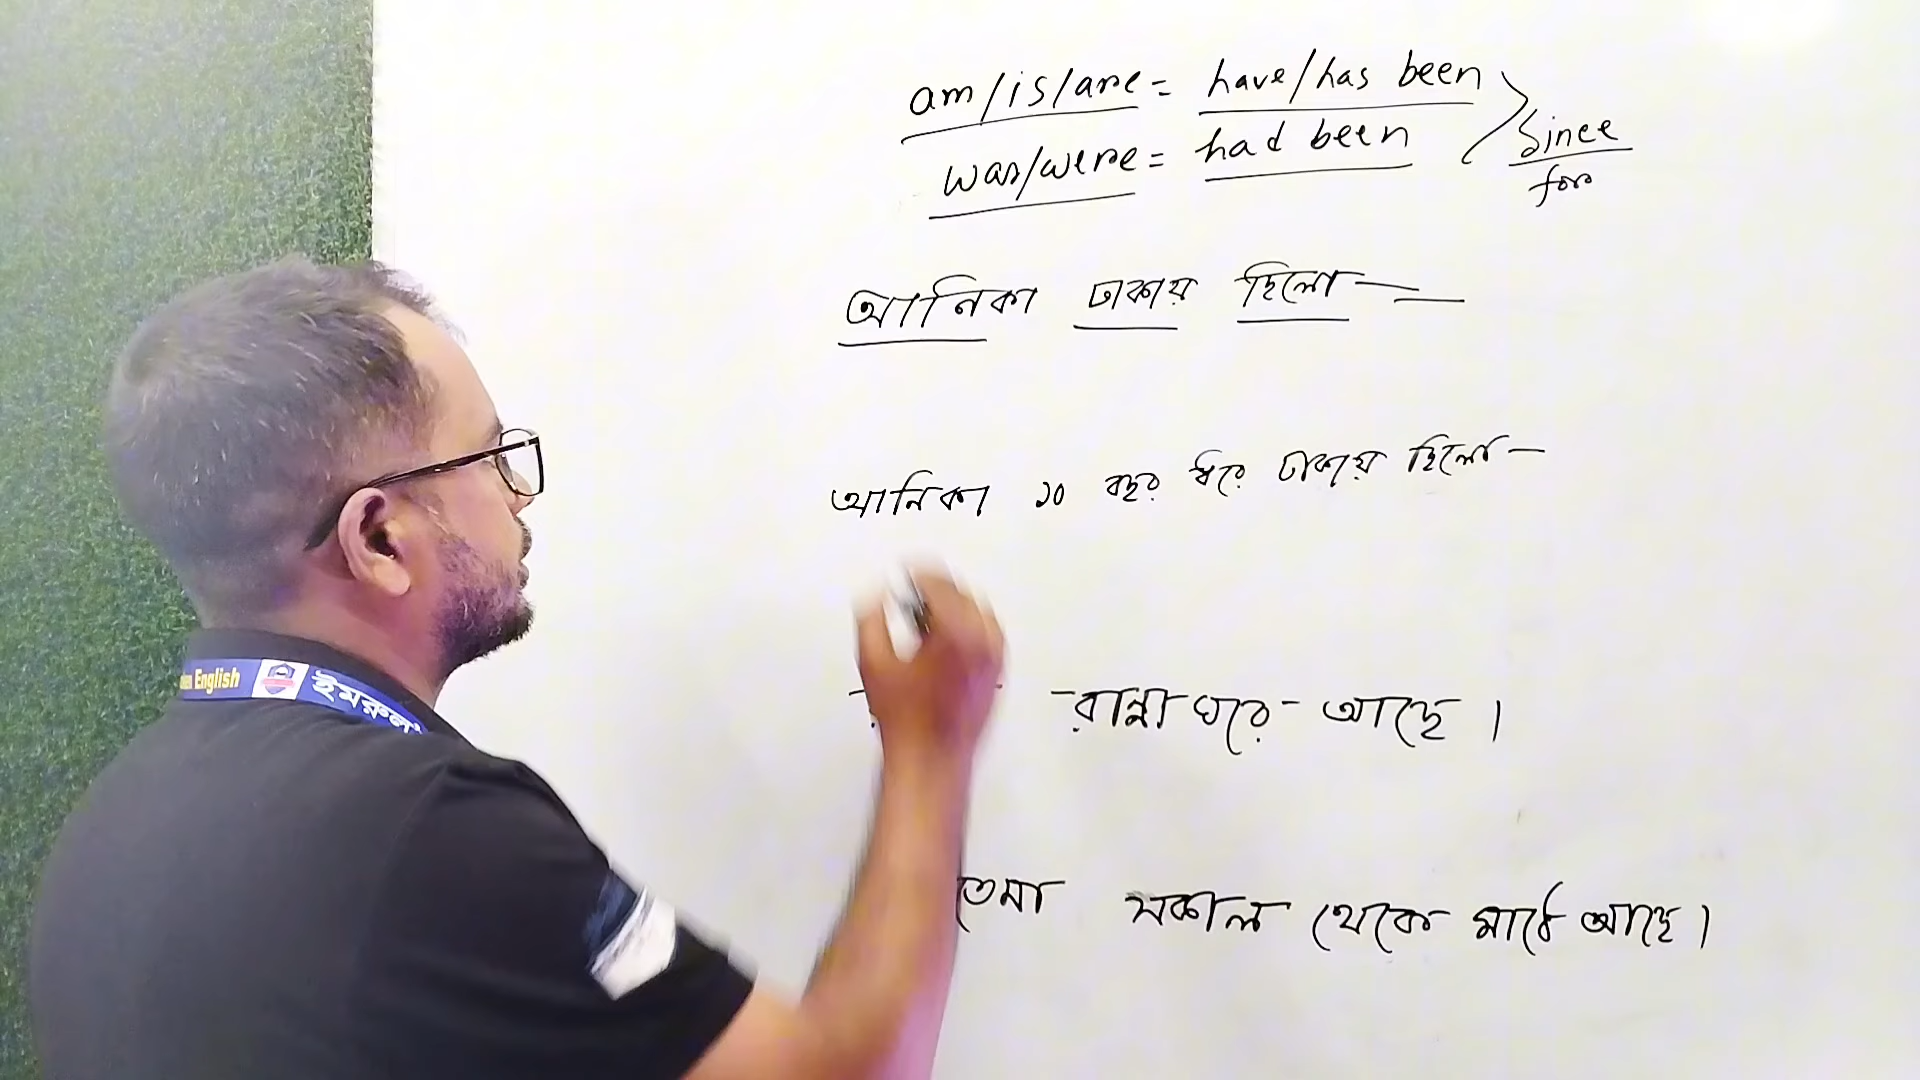 am/is/are = have/has been
was/were = had been
Since
for
আনিকা ঢাকায় ছিলো
আনিকা ১০ বছর ধরে ঢাকায় ছিলো
রান্না ঘরে - আছে।
তেমা সকাল থেকে মাঠে আছে।
English ইমরুল